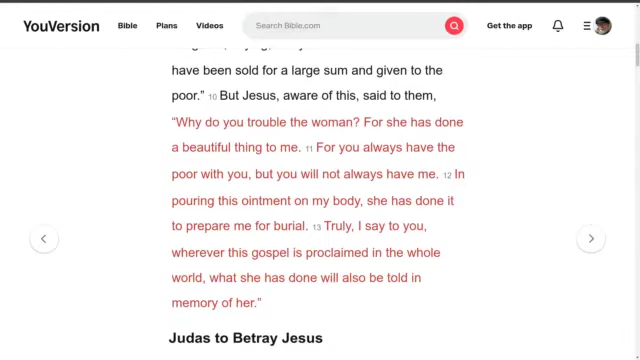 YouVersion Bible Plans Videos Search Bible.com Get the app
have been sold for a large sum and given to the
poor.” 10 But Jesus, aware of this, said to them,
“Why do you trouble the woman? For she has done
a beautiful thing to me. 11 For you always have the
poor with you, but you will not always have me. 12 In
pouring this ointment on my body, she has done it
to prepare me for burial. 13 Truly, I say to you,
wherever this gospel is proclaimed in the whole
world, what she has done will also be told in
memory of her.”
Judas to Betray Jesus